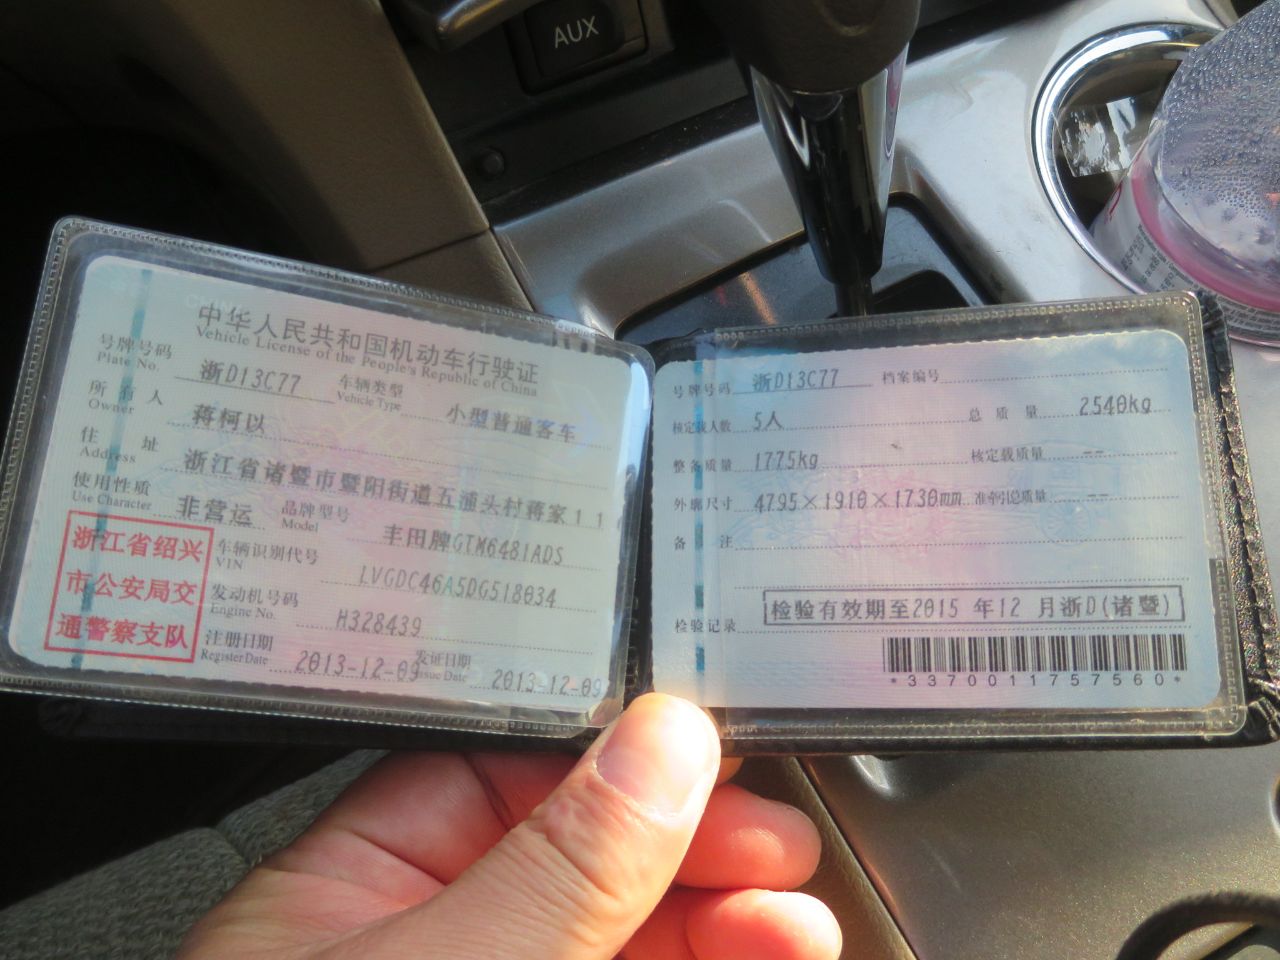 AUX
中华人民共和国机动车行驶证
Vehicle License of the People's Republic of China
号牌号码 浙D13C77 车辆类型 小型普通客车
Plate No. Vehicle Type
所有人 蒋柯以
Owner
住址 浙江省诸暨市暨阳街道五浦头村蒋家11
Address
使用性质 非营运 品牌型号 丰田牌GTM6481ADS
Use Character Model
浙江省绍兴
市公安局交
通警察支队
车辆识别代号 LVGDC46A5DG518034
VIN
发动机号码 H328439
Engine No.
注册日期 2013-12-09 发证日期 2013-12-09
Register Date Issue Date
号牌号码 浙D13C77 档案编号
核定载人数 5人 总质量 2540kg
整备质量 1775kg 核定载质量 --
外廓尺寸 4795×1910×1730mm 准牵引总质量 --
备注
检验记录 检验有效期至2015 年12 月浙D(诸暨)
*3370011757560*